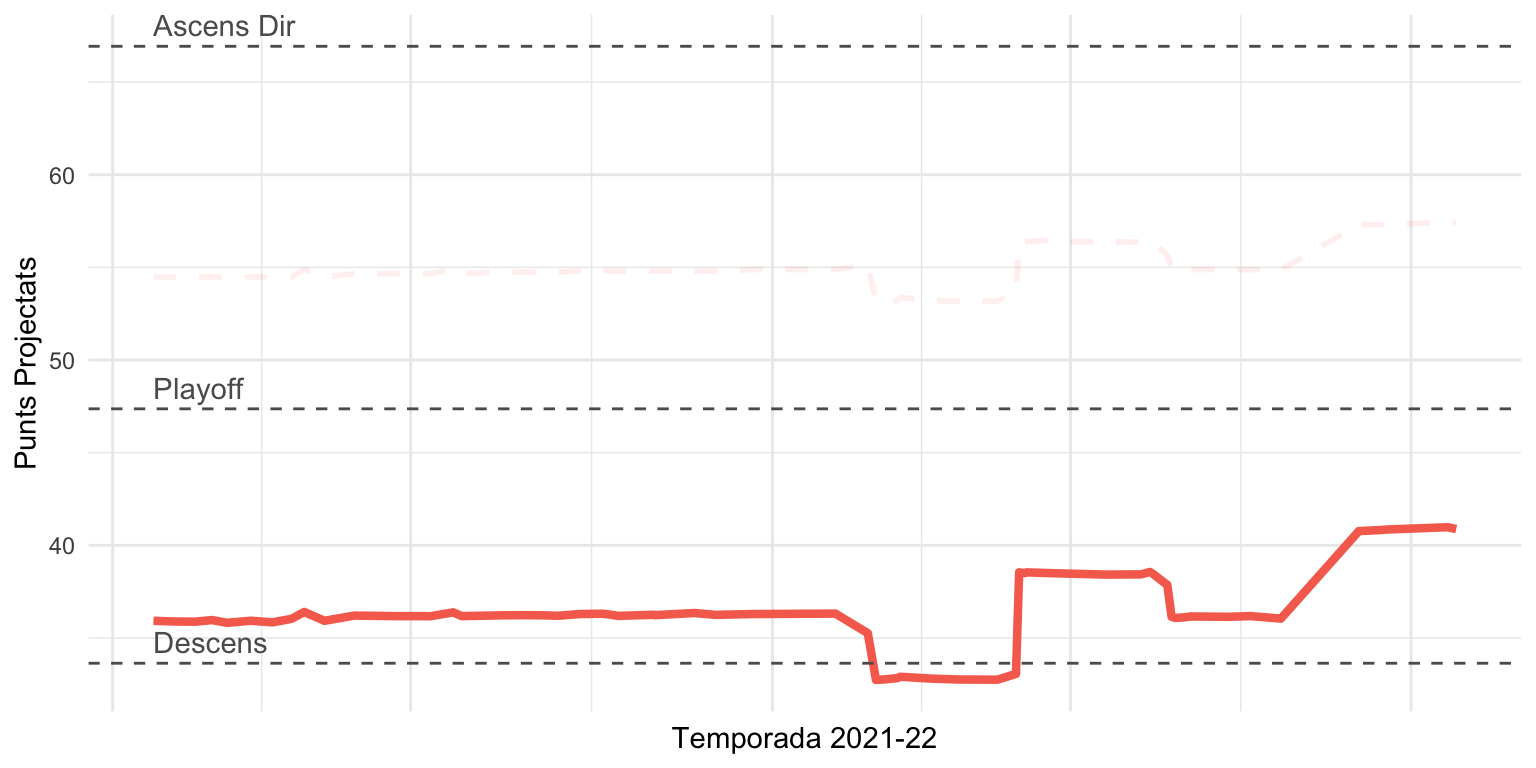 Ascens Dir
60
50
Playoff
40
Descens
Punts Projectats
Temporada 2021-22